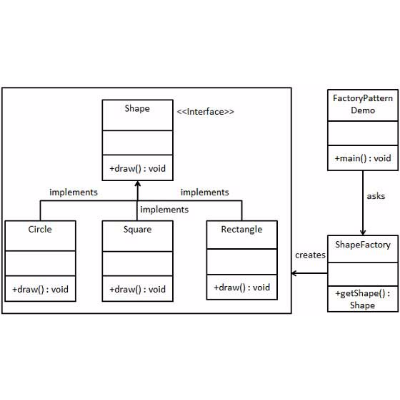 Shape
<<Interface>>
+draw() : void
implements
implements
implements
Circle
Square
Rectangle
+draw() : void
+draw() : void
+draw() : void
FactoryPattern
Demo
+main() : void
asks
ShapeFactory
creates
+getShape() :
Shape